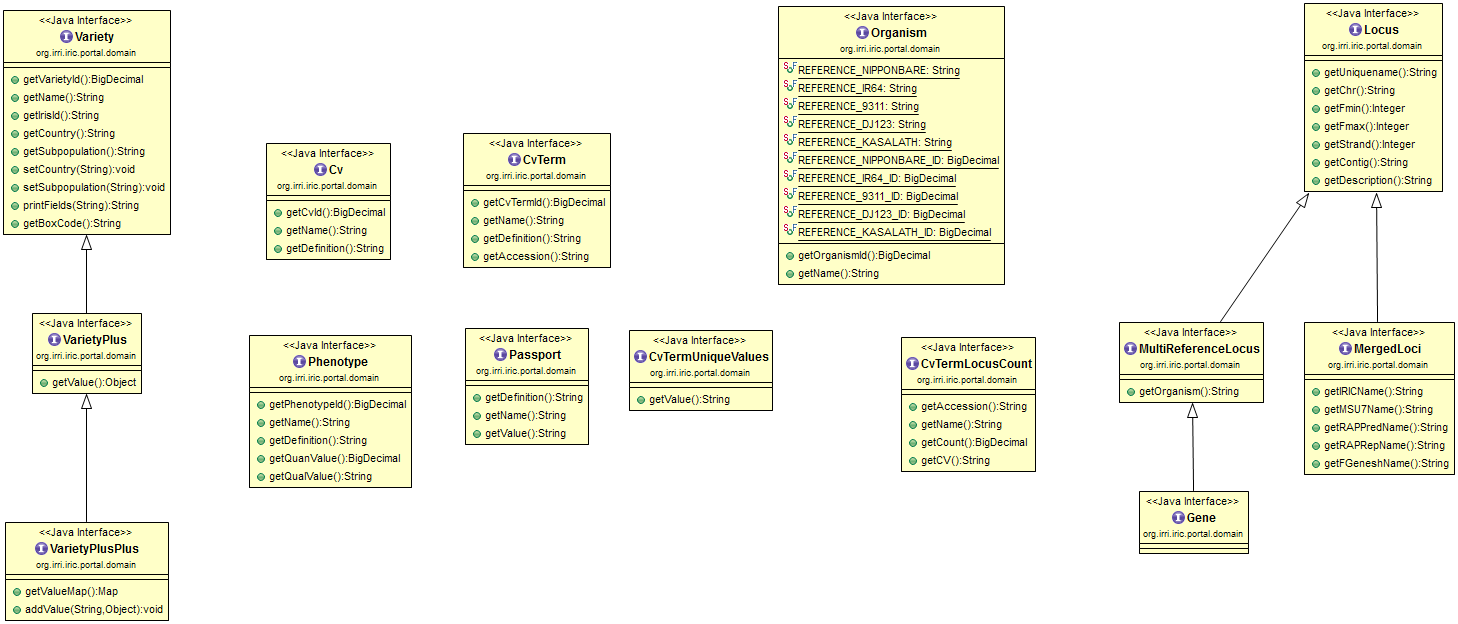 <<Java Interface>>
Variety
org.irri.iric.portal.domain
getVarietyId():BigDecimal
getName():String
getIrisId():String
getCountry():String
getSubpopulation():String
setCountry(String):void
setSubpopulation(String):void
printFields(String):String
getBoxCode():String
<<Java Interface>>
Cv
org.irri.iric.portal.domain
getCvId():BigDecimal
getName():String
getDefinition():String
<<Java Interface>>
CvTerm
org.irri.iric.portal.domain
getCvTermId():BigDecimal
getName():String
getDefinition():String
getAccession():String
<<Java Interface>>
Organism
org.irri.iric.portal.domain
REFERENCE_NIPPONBARE: String
REFERENCE_IR64: String
REFERENCE_9311: String
REFERENCE_DJ123: String
REFERENCE_KASALATH: String
REFERENCE_NIPPONBARE_ID: BigDecimal
REFERENCE_IR64_ID: BigDecimal
REFERENCE_9311_ID: BigDecimal
REFERENCE_DJ123_ID: BigDecimal
REFERENCE_KASALATH_ID: BigDecimal
getOrganismId():BigDecimal
getName():String
<<Java Interface>>
Locus
org.irri.iric.portal.domain
getUniquename():String
getChr():String
getFmin():Integer
getFmax():Integer
getStrand():Integer
getContig():String
getDescription():String
<<Java Interface>>
VarietyPlus
org.irri.iric.portal.domain
getValue():Object
<<Java Interface>>
Phenotype
org.irri.iric.portal.domain
getPhenotypeId():BigDecimal
getName():String
getDefinition():String
getQuanValue():BigDecimal
getQualValue():String
<<Java Interface>>
Passport
org.irri.iric.portal.domain
getDefinition():String
getName():String
getValue():String
<<Java Interface>>
CvTermUniqueValues
org.irri.iric.portal.domain
getValue():String
<<Java Interface>>
CvTermLocusCount
org.irri.iric.portal.domain
getAccession():String
getName():String
getCount():BigDecimal
getCV():String
<<Java Interface>>
MultiReferenceLocus
org.irri.iric.portal.domain
getOrganism():String
<<Java Interface>>
MergedLoci
org.irri.iric.portal.domain
getIRICName():String
getMSU7Name():String
getRAPPredName():String
getRAPRepName():String
getFGeneshName():String
<<Java Interface>>
Gene
org.irri.iric.portal.domain
<<Java Interface>>
VarietyPlusPlus
org.irri.iric.portal.domain
getValueMap():Map
addValue(String,Object):void